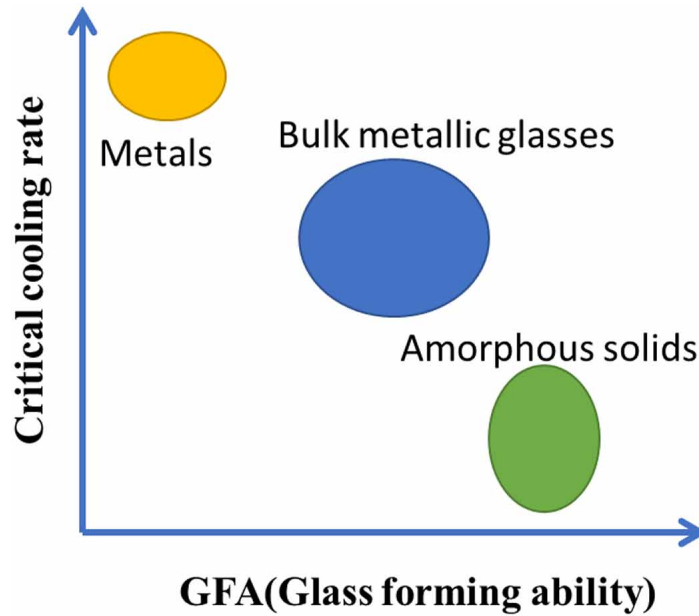 Critical cooling rate
Metals
Bulk metallic glasses
Amorphous solids
GFA(Glass forming ability)